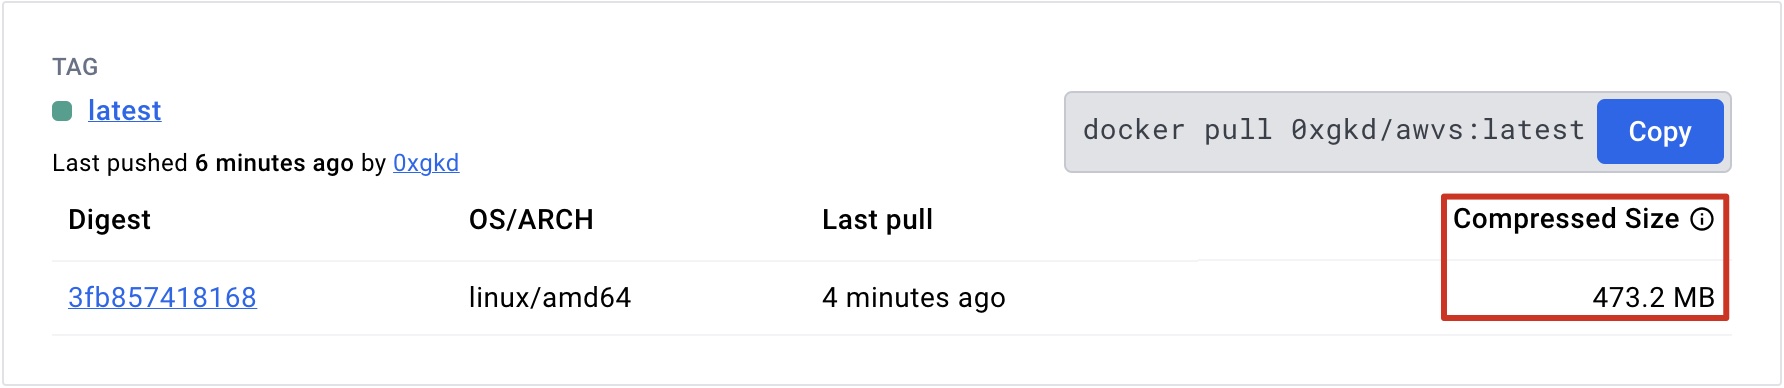 TAG
latest
docker pull 0xgkd/awvs:latest Copy
Last pushed 6 minutes ago by 0xgkd
Digest OS/ARCH Last pull Compressed Size
3fb857418168 linux/amd64 4 minutes ago 473.2 MB